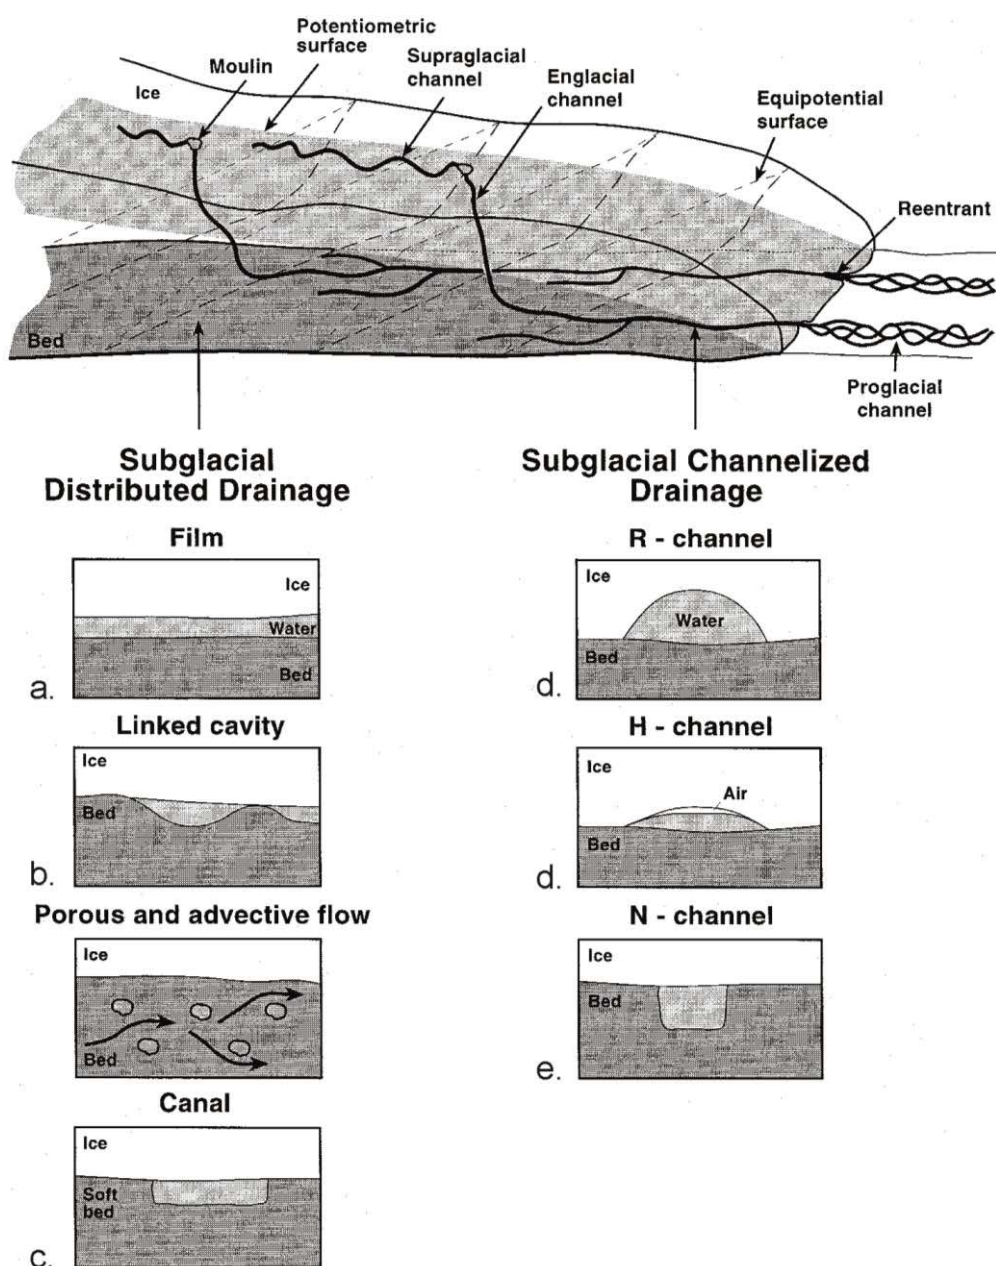 Potentiometric
surface
Moulin
Supraglacial
channel
Englacial
channel
Ice
Equipotential
surface
Reentrant
Bed
Proglacial
channel
Subglacial
Distributed Drainage
Subglacial Channelized
Drainage
Film
Ice
Water
Bed
a.
Linked cavity
Ice
Bed
b.
Porous and advective flow
Ice
Bed
Canal
Ice
Soft
bed
c.
R - channel
Ice
Water
Bed
d.
H - channel
Ice
Air
Bed
d.
N - channel
Ice
Bed
e.